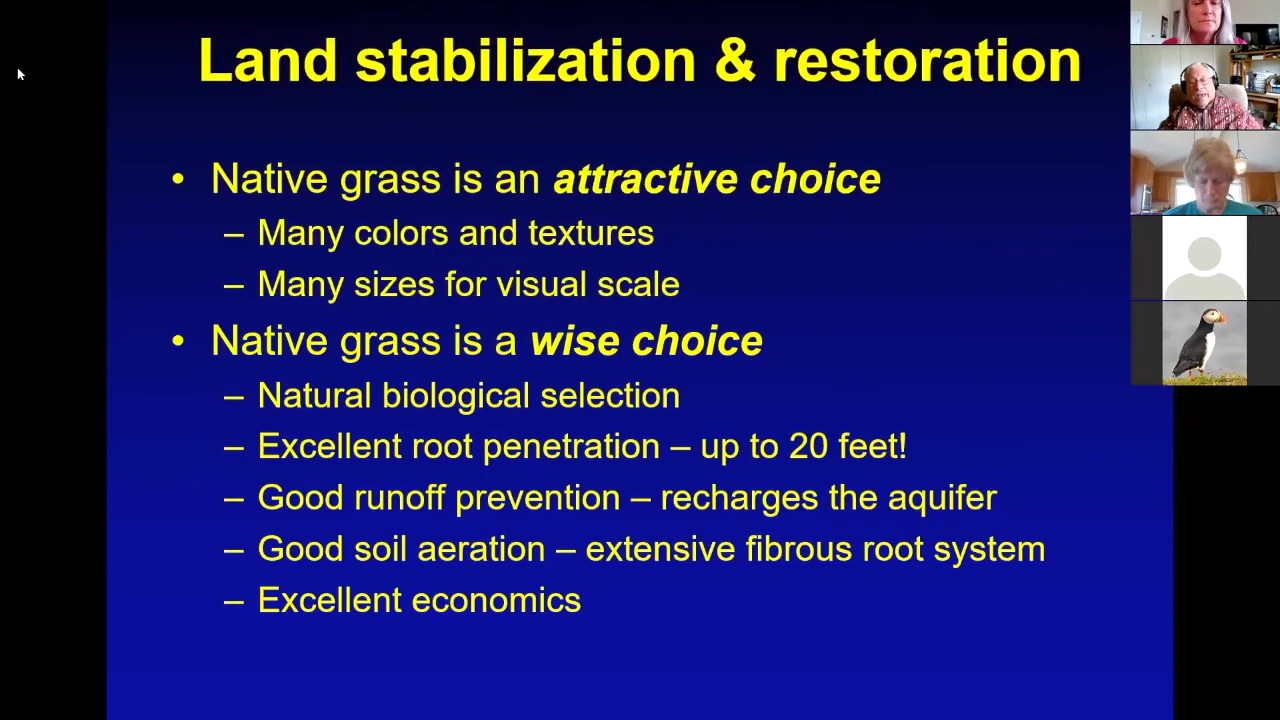 Land stabilization & restoration
• Native grass is an attractive choice
– Many colors and textures
– Many sizes for visual scale
• Native grass is a wise choice
– Natural biological selection
– Excellent root penetration – up to 20 feet!
– Good runoff prevention – recharges the aquifer
– Good soil aeration – extensive fibrous root system
– Excellent economics